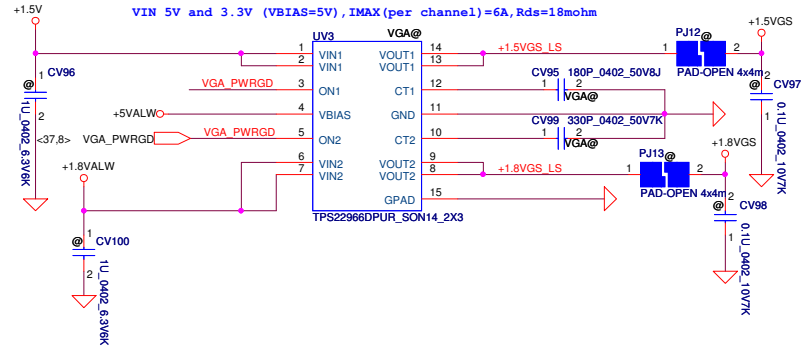 VIN 5V and 3.3V (VBIAS=5V),IMAX(per channel)=6A,Rds=18mohm
+1.5V
UV3
VGA@
PJ12
@
+1.5VGS
1
2
VIN1
VIN1
VOUT1
VOUT1
14
13
+1.5VGS_LS
1
2
PAD-OPEN 4x4m
CV96
@
1
2
1U_0402_6.3V6K
VGA_PWRGD
3
ON1
CT1
12
CV95
180P_0402_50V8J
1
2
VGA@
@
CV97
1
2
0.1U_0402_10V7K
+5VALW
4
VBIAS
GND
11
<37,8>
VGA_PWRGD
VGA_PWRGD
5
ON2
CT2
10
CV99
330P_0402_50V7K
1
2
VGA@
+1.8VALW
6
7
VIN2
VIN2
VOUT2
VOUT2
9
8
+1.8VGS_LS
PJ13
@
1
2
PAD-OPEN 4x4m
+1.8VGS
GPAD
15
TPS22966DPUR_SON14_2X3
@
CV98
1
2
0.1U_0402_10V7K
@
CV100
1
2
1U_0402_6.3V6K